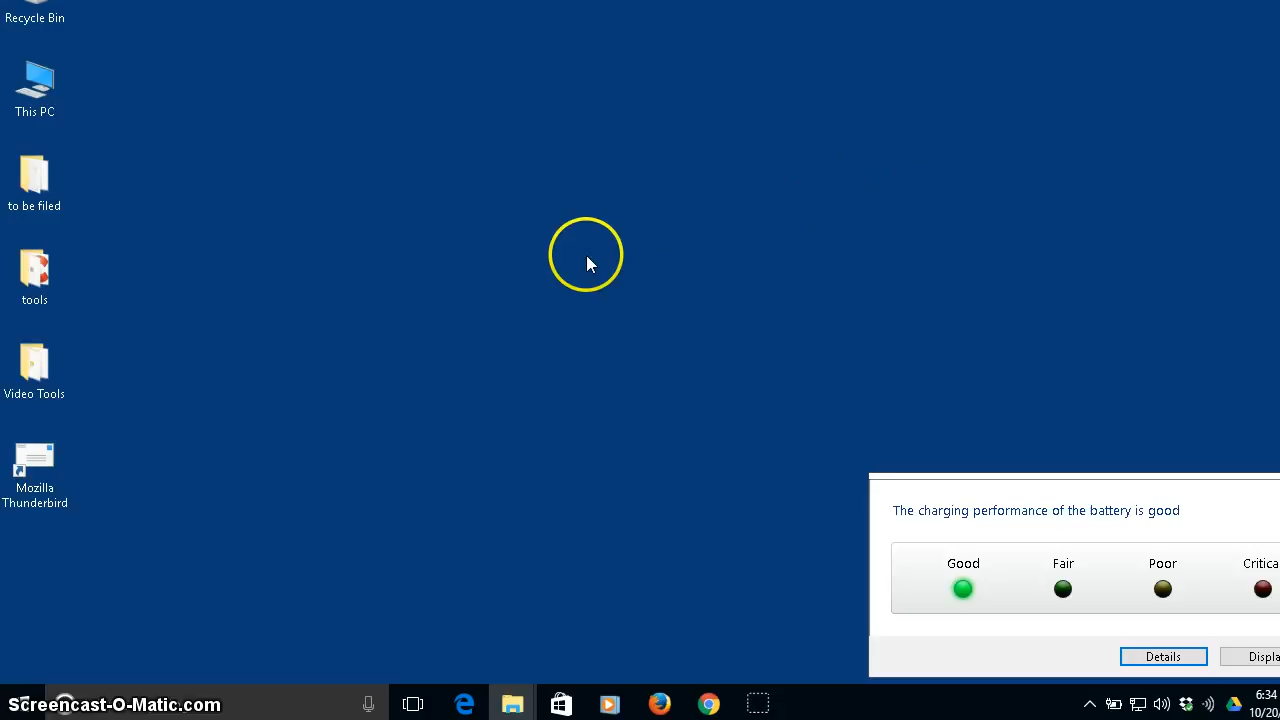 Recycle Bin
This PC
to be filed
tools
Video Tools
Mozilla
Thunderbird
The charging performance of the battery is good
Good Fair Poor Critica
Details Displa
Screencast-O-Matic.com
6:34
10/20